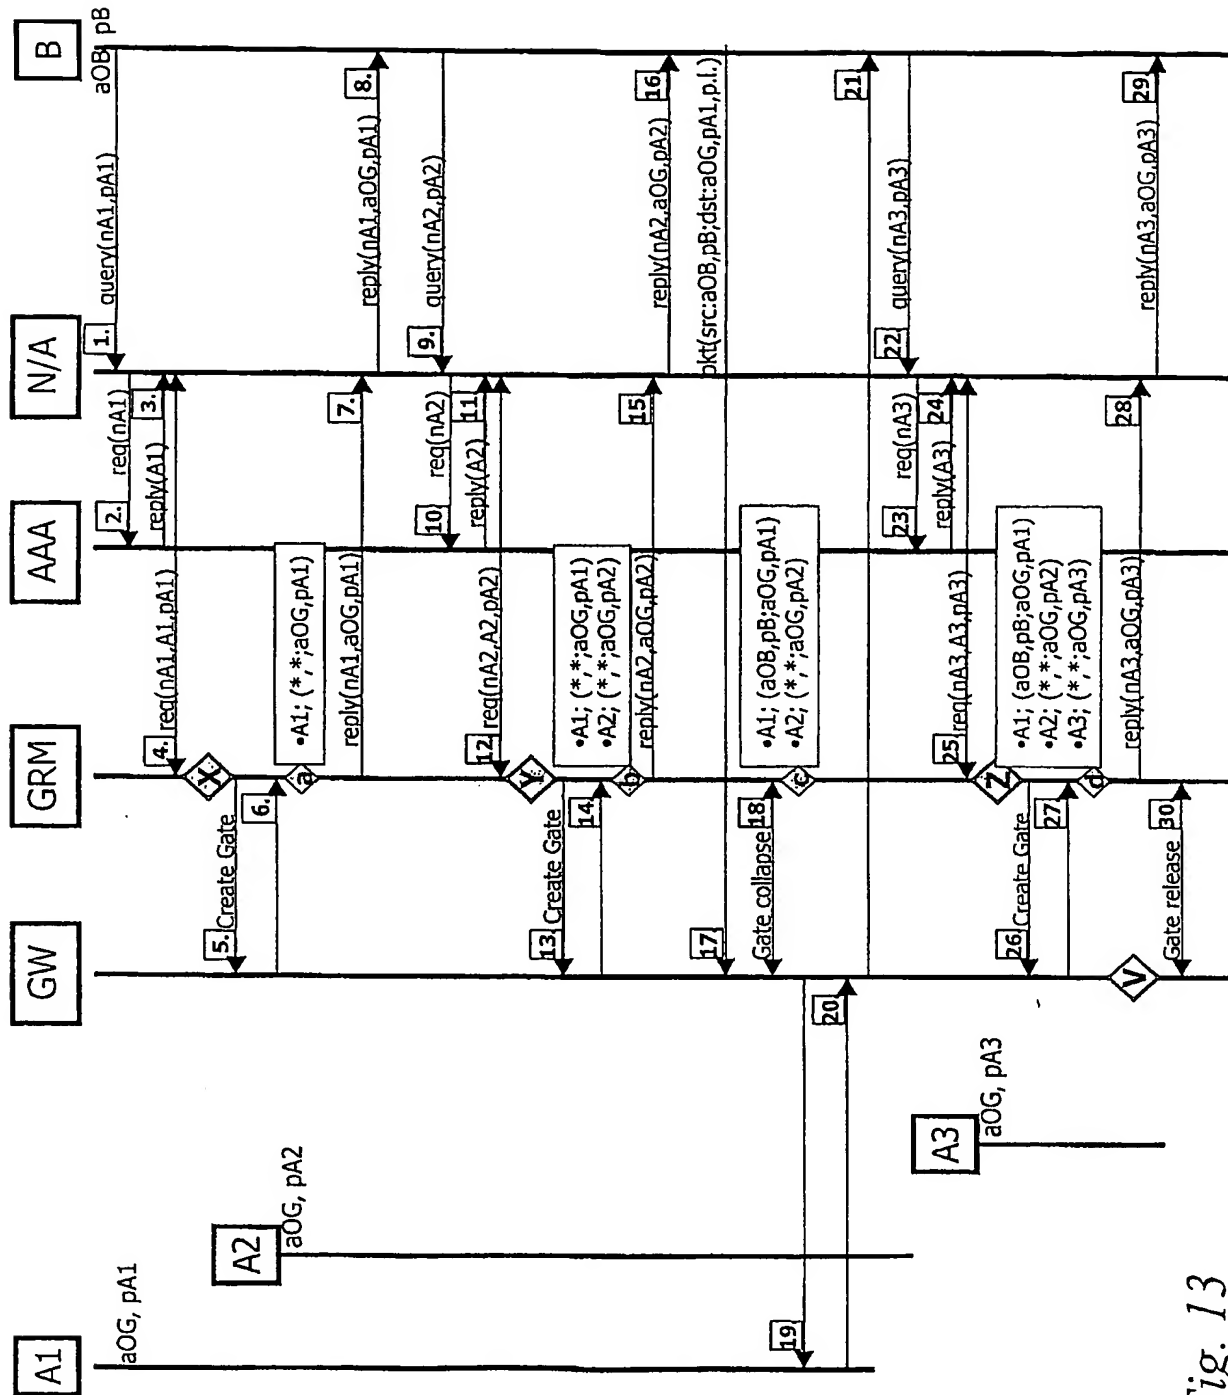 A1
aOG, pA1
A2
aOG, pA2
A3
aOG, pA3
GW
GRM
AAA
N/A
B
aOB, pB
1. query(nA1,pA1)
2. req(nA1)
reply(A1) 3.
4. req(nA1,A1,pA1)
X
5. Create Gate
6.
a
•A1; (*,*;aOG,pA1)
reply(nA1,aOG,pA1) 7.
reply(nA1,aOG,pA1) 8.
9. query(nA2,pA2)
10 req(nA2)
reply(A2) 11
12 req(nA2,A2,pA2)
Y
13. Create Gate
14.
b
•A1; (*,*;aOG,pA1)
•A2; (*,*;aOG,pA2)
reply(nA2,aOG,pA2) 15
reply(nA2,aOG,pA2) 16
17 pkt(src:aOB,pB;dst:aOG,pA1,p.l.)
Gate collapse 18
c
•A1; (aOB,pB;aOG,pA1)
•A2; (*,*;aOG,pA2)
19
20
21
22 query(nA3,pA3)
23 req(nA3)
reply(A3) 24
25 req(nA3,A3,pA3)
Z
26 Create Gate
27
d
•A1; (aOB,pB;aOG,pA1)
•A2; (*,*;aOG,pA2)
•A3; (*,*;aOG,pA3)
reply(nA3,aOG,pA3) 28
reply(nA3,aOG,pA3) 29
V
Gate release 30
Fig. 13